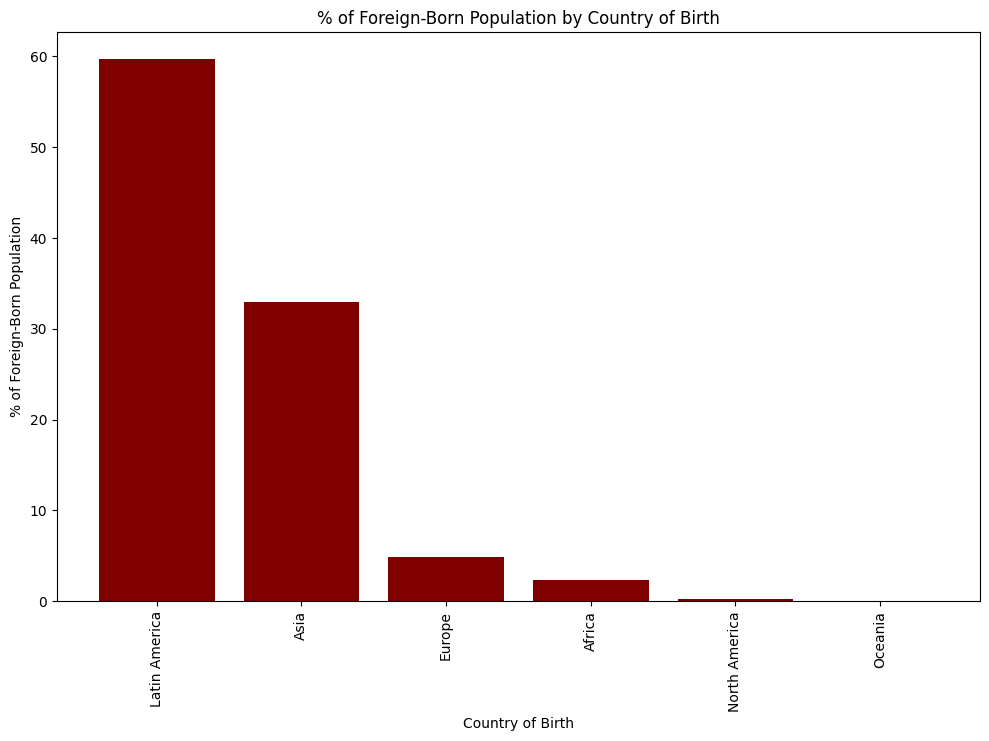 % of Foreign-Born Population by Country of Birth
% of Foreign-Born Population
60
50
40
30
20
10
0
Latin America
Asia
Europe
Africa
North America
Oceania
Country of Birth